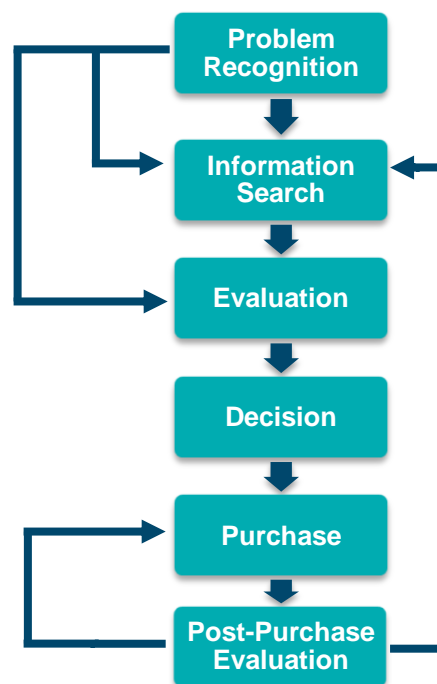 Problem
Recognition
Information
Search
Evaluation
Decision
Purchase
Post-Purchase
Evaluation